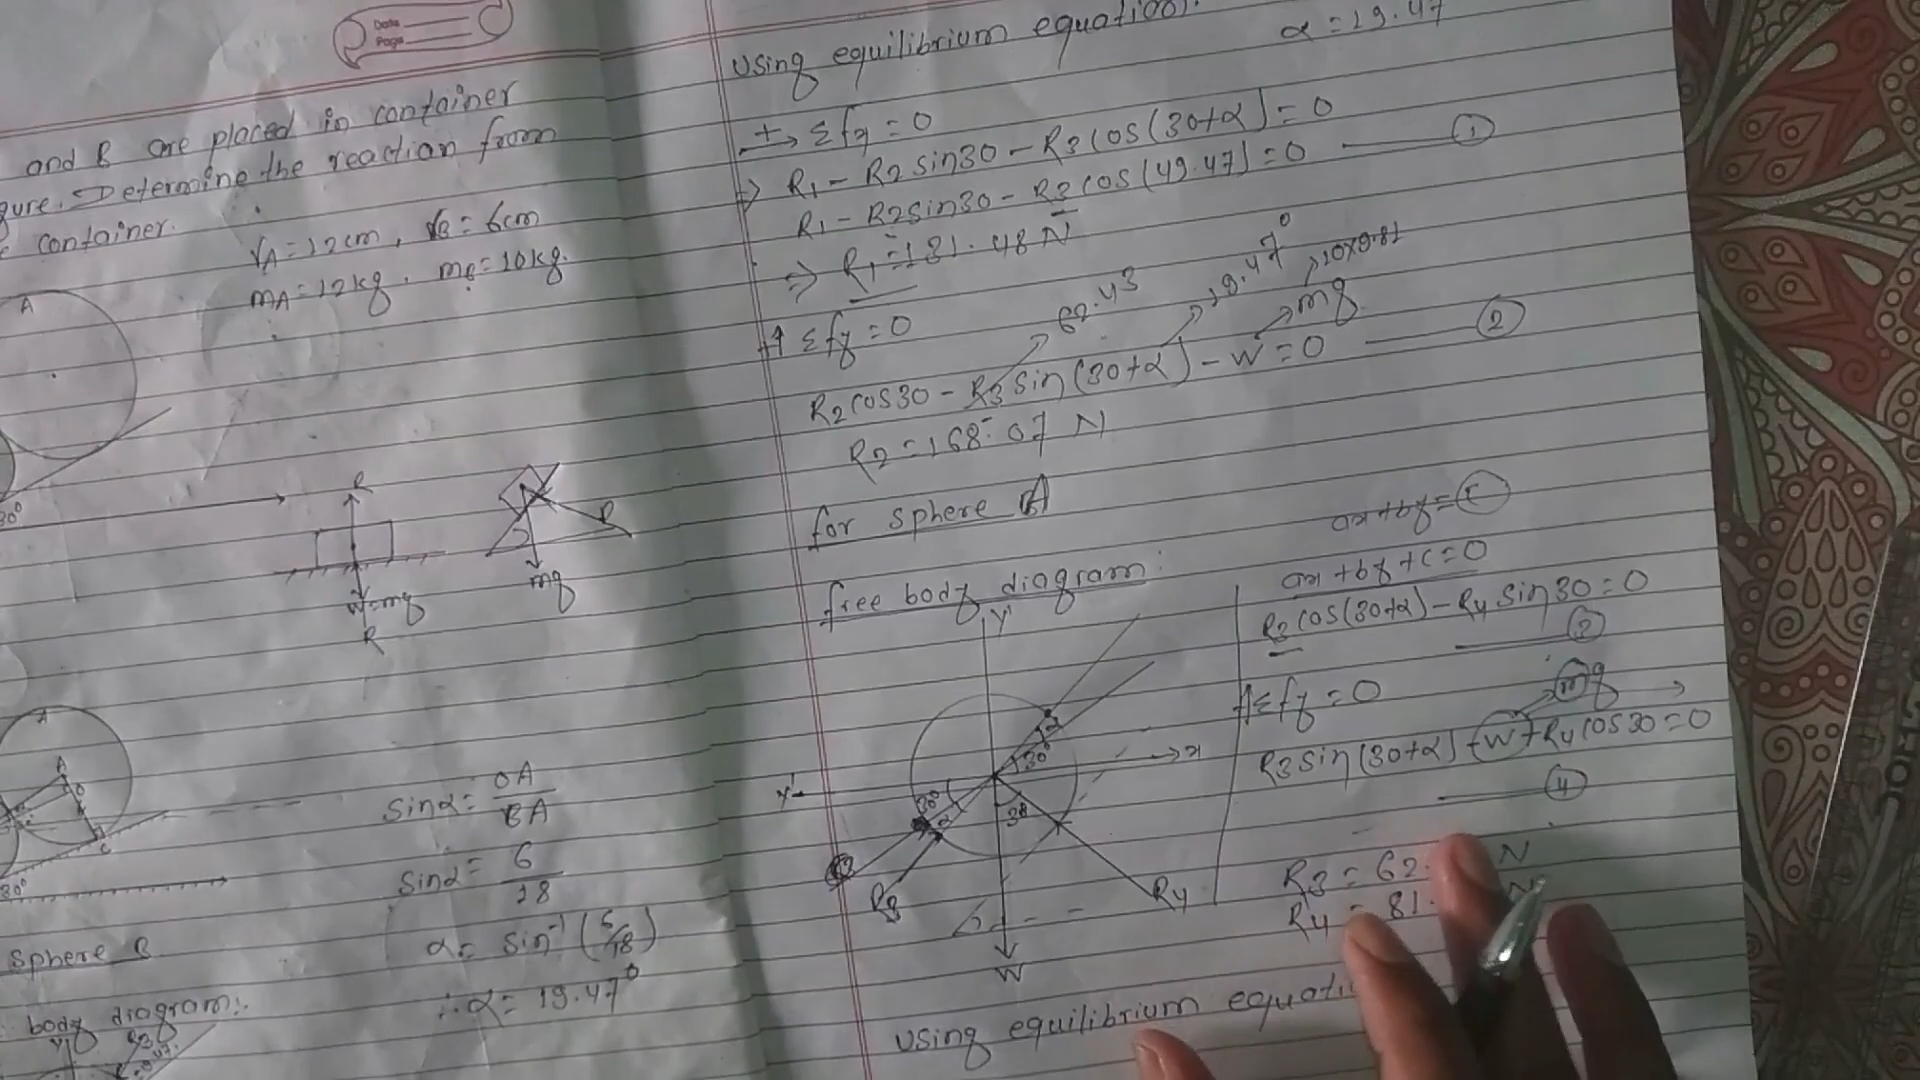 Date
Page
and B are placed in container
gure. Determine the reaction from
container.
rA = 12cm, rB = 6cm
mA = 12kg, mB = 10kg.
A
30°
R
W=mg
R
R
mg
A
A
C
30°
sinα = OA/BA
sinα = 6/18
α = sin⁻¹(6/18)
∴ α = 19.47°
Sphere B
body diagram:
Y
R3
Using equilibrium equation:
α = 19.47
+→ Σfx = 0
⇒ R1 - R2 sin30 - R3 cos(30+α) = 0
R1 - R2 sin30 - R3 cos(49.47) = 0 —— ①
⇒ R1 = 131.48 N
+↑ Σfy = 0
62.43
19.47°
10x9.81
mg
R2 cos30 - R3 sin(30+α) - W = 0 —— ②
R2 = 168.07 N
for sphere A
free body diagram:
Y
x
30°
30°
α
30
R3
R4
W
ax+by=c
ax+by+c=0
R3 cos(30+α) - R4 sin30 = 0
③
+↑Σfy = 0
mg
R3 sin(30+α) - W + R4 cos30 = 0
④
R3 = 62. N
R4 = 81. N
Using equilibrium